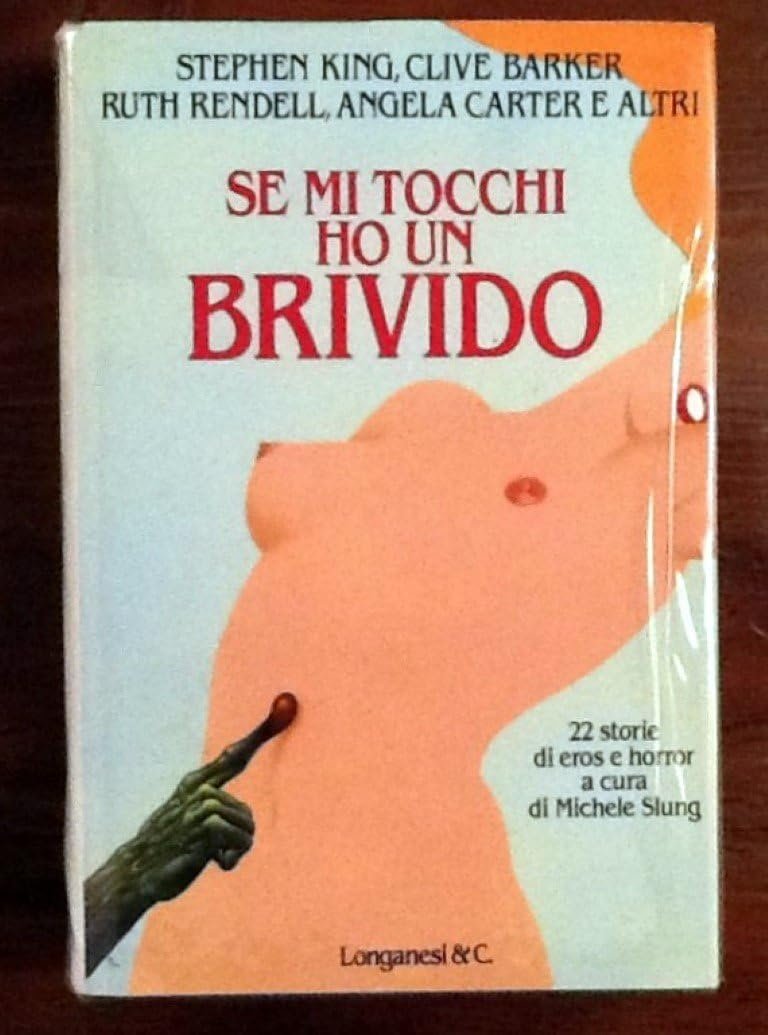 STEPHEN KING, CLIVE BARKER
RUTH RENDELL, ANGELA CARTER E ALTRI
SE MI TOCCHI
HO UN
BRIVIDO
22 storie
di eros e horror
a cura
di Michele Slung
Longanesi & C.